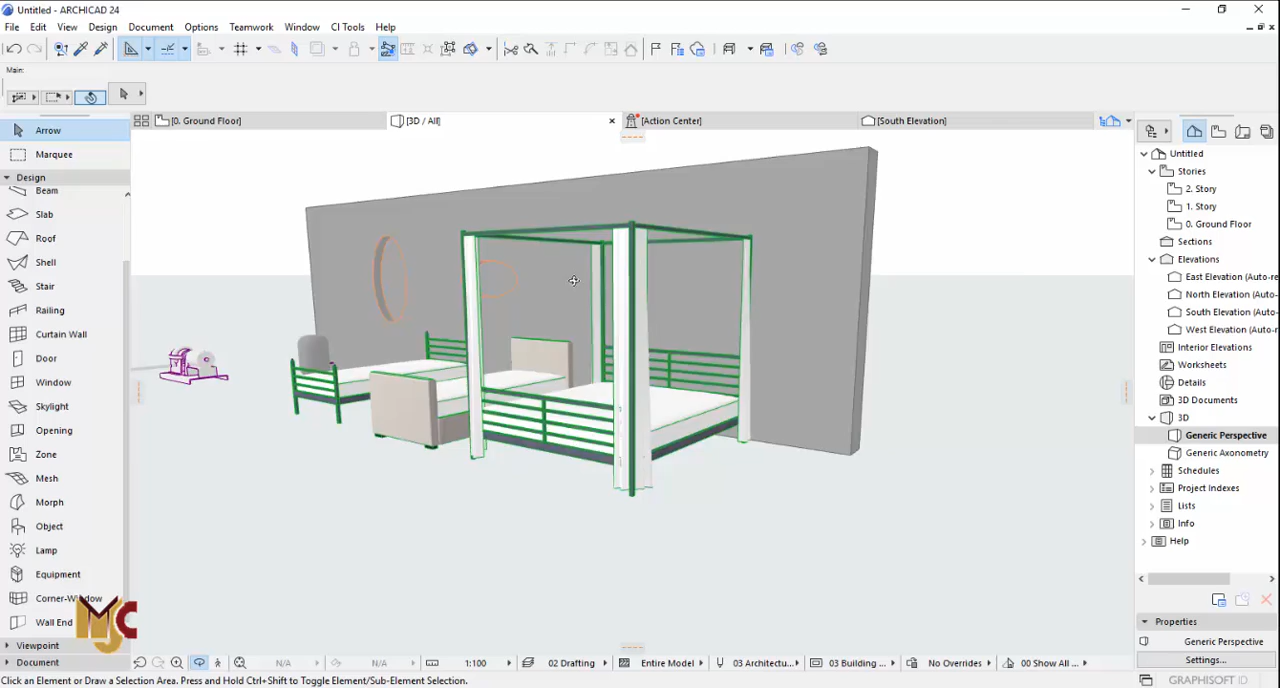 Untitled - ARCHICAD 24
File Edit View Design Document Options Teamwork Window CI Tools Help
Main:
[0. Ground Floor]
[3D / All]
[Action Center]
[South Elevation]
Arrow
Marquee
Design
Beam
Slab
Roof
Shell
Stair
Railing
Curtain Wall
Door
Window
Skylight
Opening
Zone
Mesh
Morph
Object
Lamp
Equipment
Corner-Window
Wall End
Viewpoint
Document
MJC
Untitled
Stories
2. Story
1. Story
0. Ground Floor
Sections
Elevations
East Elevation (Auto-re
North Elevation (Auto-
South Elevation (Auto-
West Elevation (Auto-re
Interior Elevations
Worksheets
Details
3D Documents
3D
Generic Perspective
Generic Axonometry
Schedules
Project Indexes
Lists
Info
Help
Properties
Generic Perspective
Settings...
N/A N/A 1:100 02 Drafting Entire Model 03 Architectu... 03 Building ... No Overrides 00 Show All ...
Click an Element or Draw a Selection Area. Press and Hold Ctrl+Shift to Toggle Element/Sub-Element Selection.
GRAPHISOFT ID